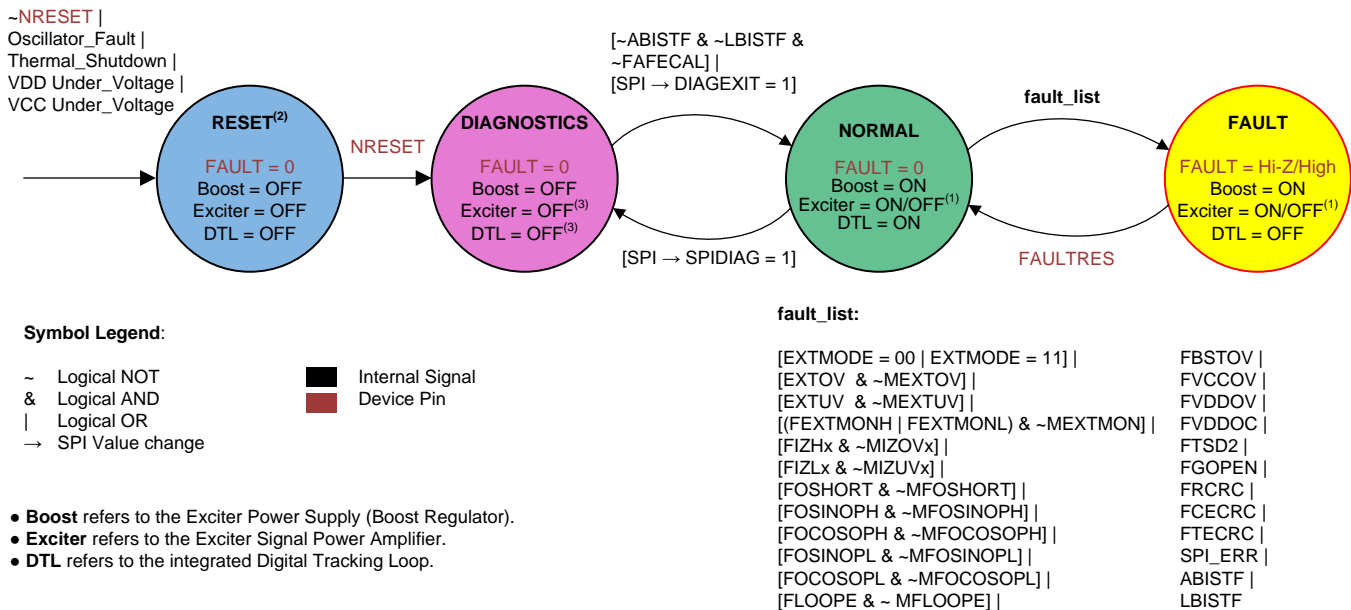 ~NRESET |
Oscillator_Fault |
Thermal_Shutdown |
VDD Under_Voltage |
VCC Under_Voltage
RESET(2)
FAULT = 0
Boost = OFF
Exciter = OFF
DTL = OFF
NRESET
DIAGNOSTICS
FAULT = 0
Boost = OFF
Exciter = OFF(3)
DTL = OFF(3)
[~ABISTF & ~LBISTF &
~FAFECAL] |
[SPI → DIAGEXIT = 1]
[SPI → SPIDIAG = 1]
NORMAL
FAULT = 0
Boost = ON
Exciter = ON/OFF(1)
DTL = ON
fault_list
FAULTRES
FAULT
FAULT = Hi-Z/High
Boost = ON
Exciter = ON/OFF(1)
DTL = OFF
Symbol Legend:
~ Logical NOT
& Logical AND
| Logical OR
→ SPI Value change
Internal Signal
Device Pin
● Boost refers to the Exciter Power Supply (Boost Regulator).
● Exciter refers to the Exciter Signal Power Amplifier.
● DTL refers to the integrated Digital Tracking Loop.
fault_list:
[EXTMODE = 00 | EXTMODE = 11] |
[EXTOV & ~MEXTOV] |
[EXTUV & ~MEXTUV] |
[(FEXTMONH | FEXTMONL) & ~MEXTMON] |
[FIZHx & ~MIZOVx] |
[FIZLx & ~MIZUVx] |
[FOSHORT & ~MFOSHORT] |
[FOSINOPH & ~MFOSINOPH] |
[FOCOSOPH & ~MFOCOSOPH] |
[FOSINOPL & ~MFOSINOPL] |
[FOCOSOPL & ~MFOCOSOPL] |
[FLOOPE & ~ MFLOOPE] |
FBSTOV |
FVCCOV |
FVDDOV |
FVDDOC |
FTSD2 |
FGOPEN |
FRCRC |
FCECRC |
FTECRC |
SPI_ERR |
ABISTF |
LBISTF